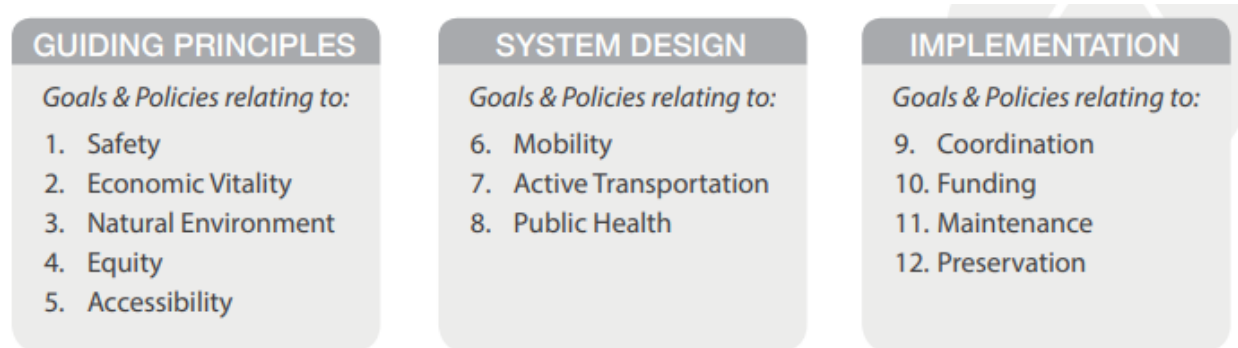 GUIDING PRINCIPLES
Goals & Policies relating to:
1. Safety
2. Economic Vitality
3. Natural Environment
4. Equity
5. Accessibility
SYSTEM DESIGN
Goals & Policies relating to:
6. Mobility
7. Active Transportation
8. Public Health
IMPLEMENTATION
Goals & Policies relating to:
9. Coordination
10. Funding
11. Maintenance
12. Preservation